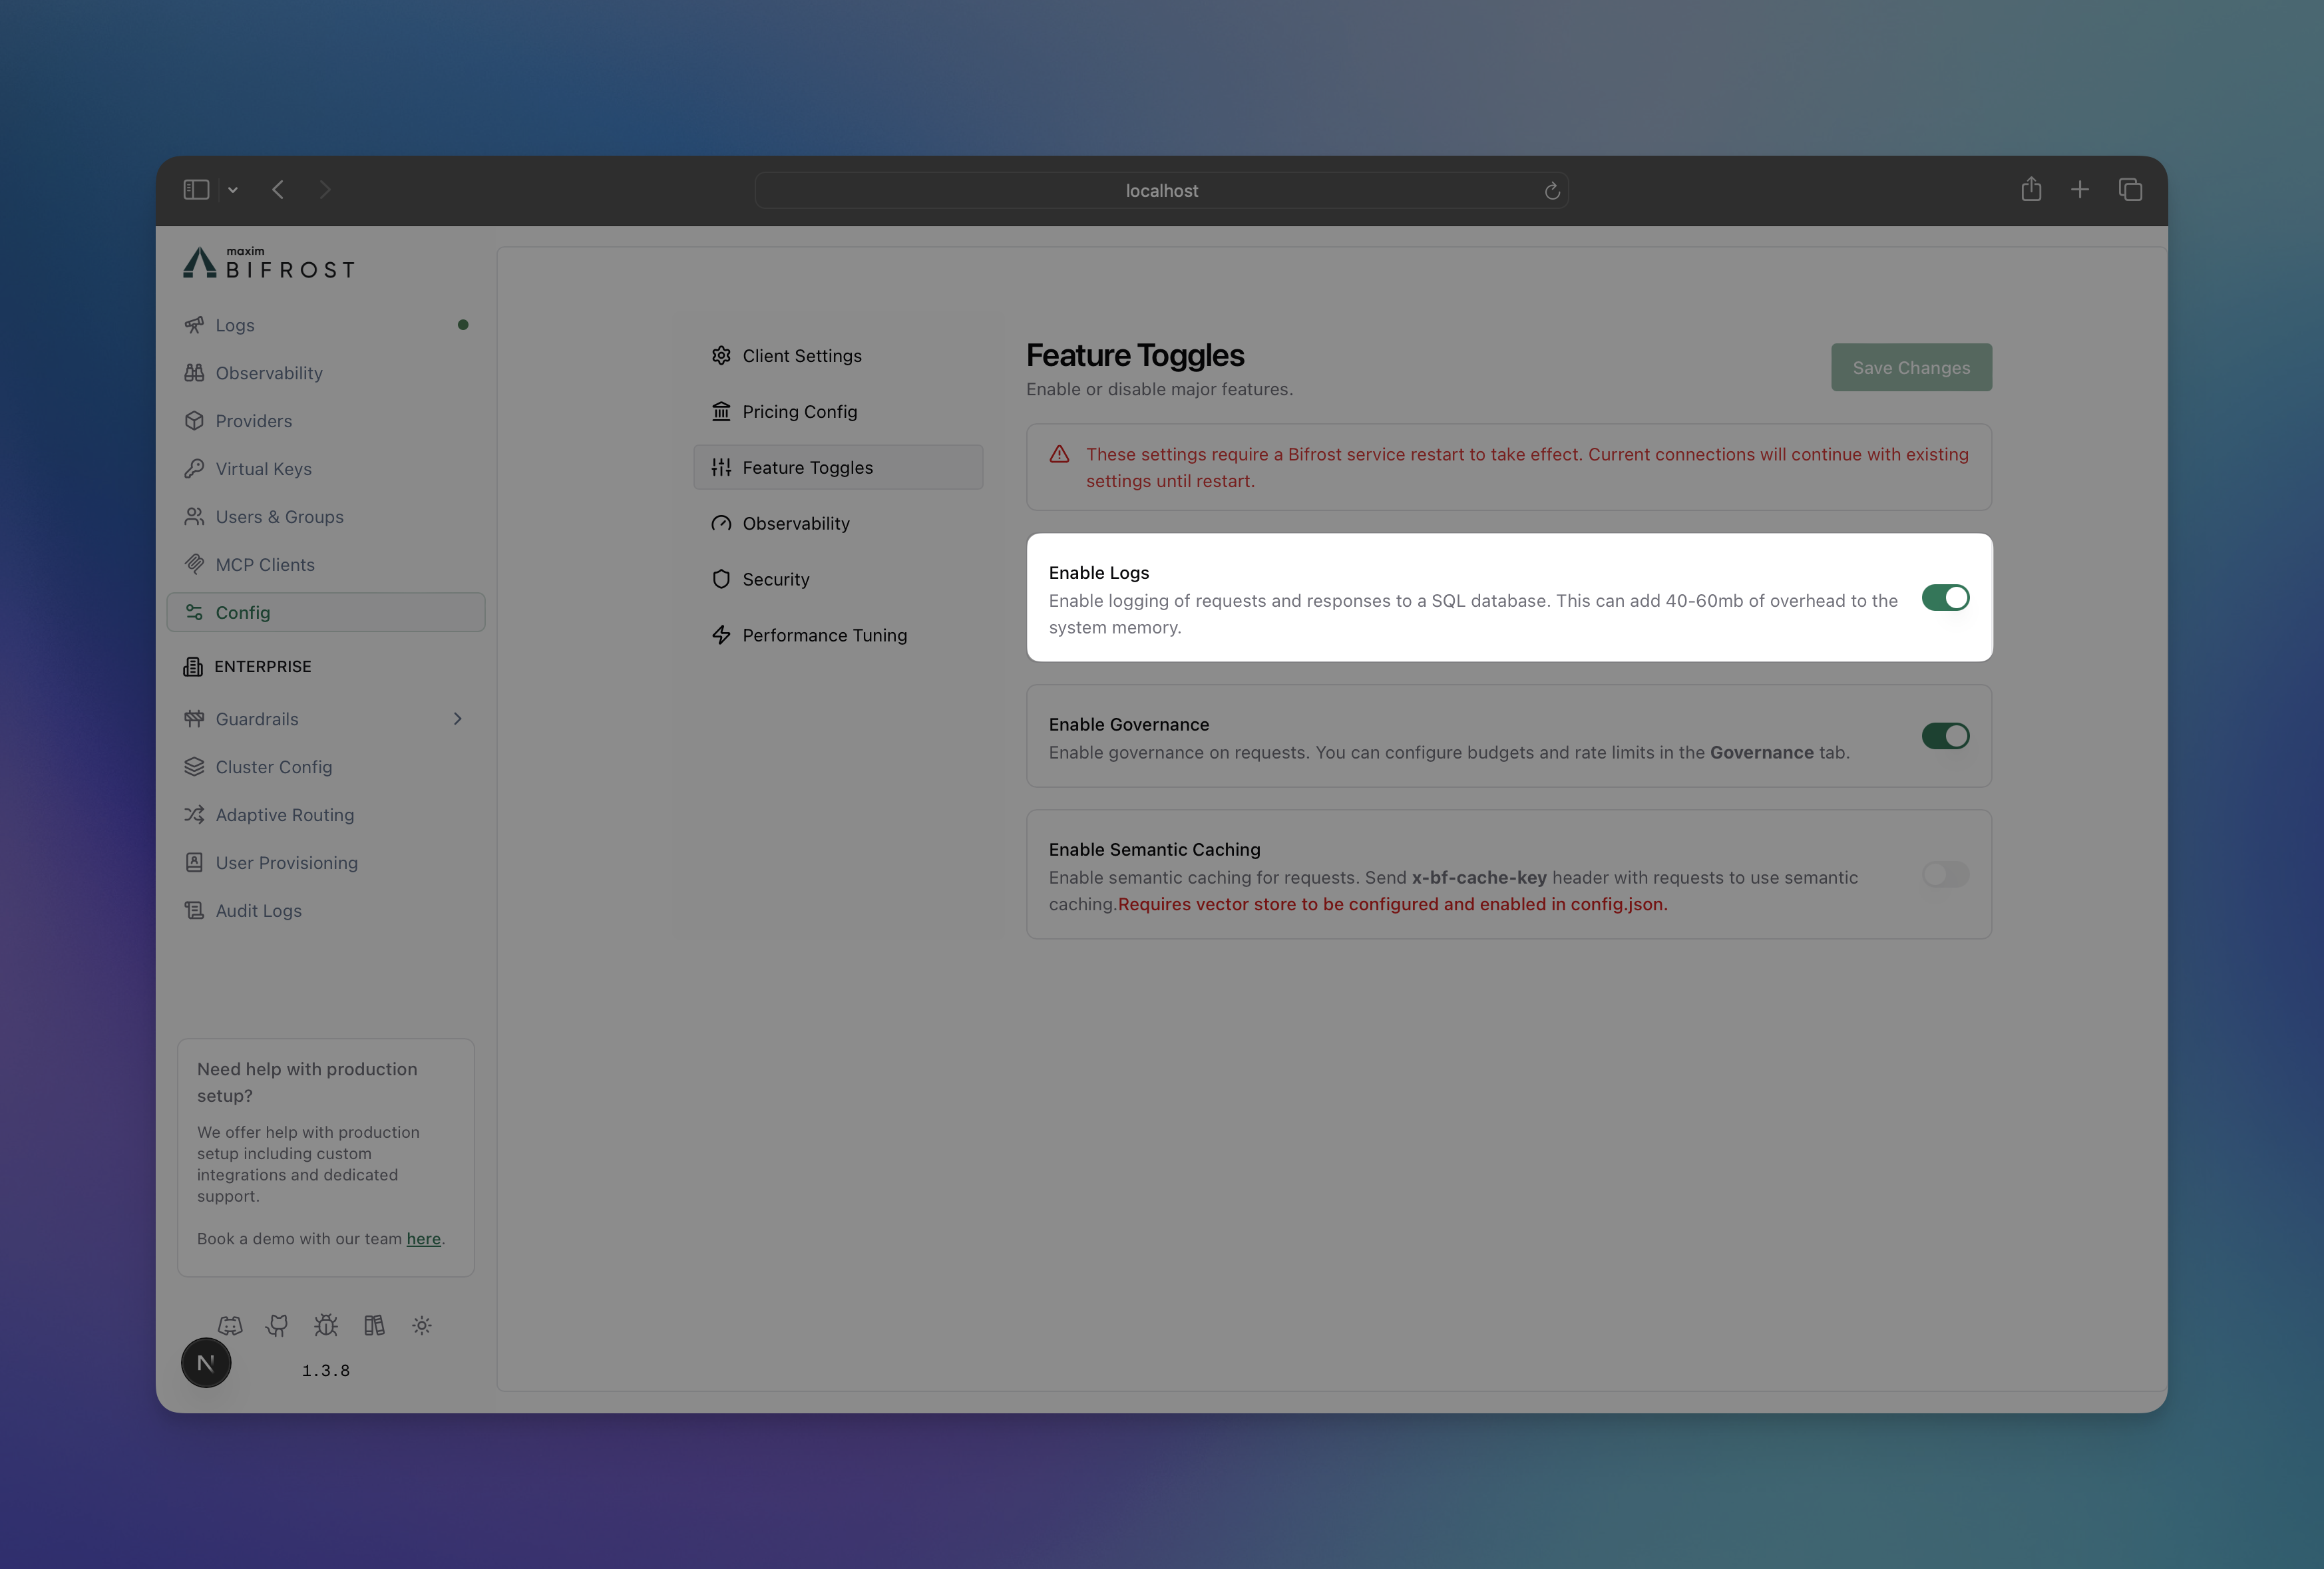 localhost
maxim
BIFROST
Logs
Observability
Providers
Virtual Keys
Users & Groups
MCP Clients
Config
ENTERPRISE
Guardrails
Cluster Config
Adaptive Routing
User Provisioning
Audit Logs
Need help with production
setup?
We offer help with production
setup including custom
integrations and dedicated
support.
Book a demo with our team here.
N
1.3.8
Client Settings
Pricing Config
Feature Toggles
Observability
Security
Performance Tuning
Feature Toggles
Enable or disable major features.
Save Changes
These settings require a Bifrost service restart to take effect. Current connections will continue with existing
settings until restart.
Enable Logs
Enable logging of requests and responses to a SQL database. This can add 40-60mb of overhead to the
system memory.
Enable Governance
Enable governance on requests. You can configure budgets and rate limits in the Governance tab.
Enable Semantic Caching
Enable semantic caching for requests. Send x-bf-cache-key header with requests to use semantic
caching.Requires vector store to be configured and enabled in config.json.